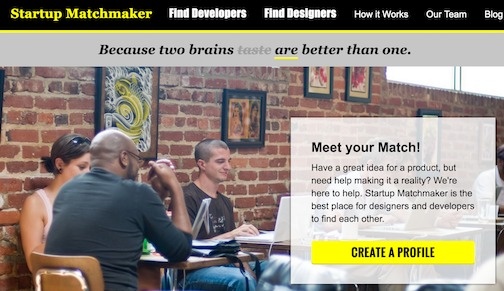 Startup Matchmaker Find Developers Find Designers How it Works Our Team Blog
Because two brains taste are better than one.
Meet your Match!
Have a great idea for a product, but
need help making it a reality? We're
here to help. Startup Matchmaker is the
best place for designers and developers
to find each other.
CREATE A PROFILE